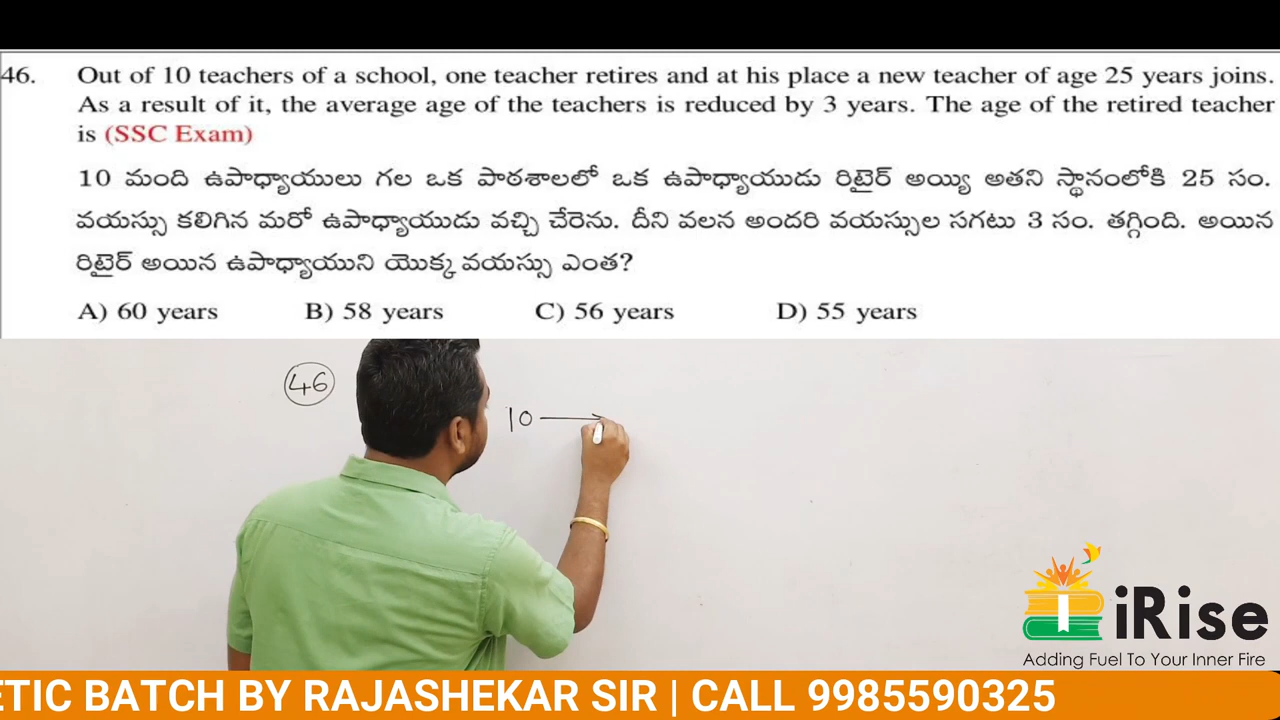 46. Out of 10 teachers of a school, one teacher retires and at his place a new teacher of age 25 years joins.
As a result of it, the average age of the teachers is reduced by 3 years. The age of the retired teacher
is (SSC Exam)
10 మంది ఉపాధ్యాయులు గల ఒక పాఠశాలలో ఒక ఉపాధ్యాయుడు రిటైర్ అయ్యి అతని స్థానంలోకి 25 సం.
వయస్సు కలిగిన మరో ఉపాధ్యాయుడు వచ్చి చేరెను. దీని వలన అందరి వయస్సుల సగటు 3 సం. తగ్గింది. అయిన
రిటైర్ అయిన ఉపాధ్యాయుని యొక్క వయస్సు ఎంత?
A) 60 years B) 58 years C) 56 years D) 55 years
46
10
iRise
Adding Fuel To Your Inner Fire
ETIC BATCH BY RAJASHEKAR SIR | CALL 9985590325